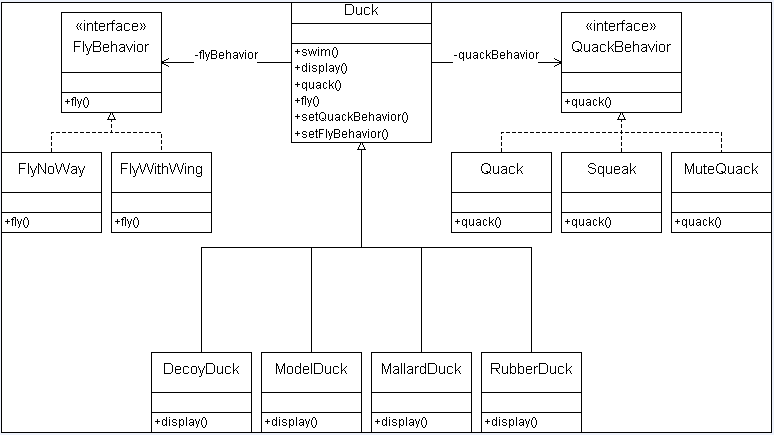 Duck
+swim()
+display()
+quack()
+fly()
+setQuackBehavior()
+setFlyBehavior()
«interface»
FlyBehavior
+fly()
-flyBehavior
-quackBehavior
«interface»
QuackBehavior
+quack()
FlyNoWay
+fly()
FlyWithWing
+fly()
Quack
+quack()
Squeak
+quack()
MuteQuack
+quack()
DecoyDuck
+display()
ModelDuck
+display()
MallardDuck
+display()
RubberDuck
+display()